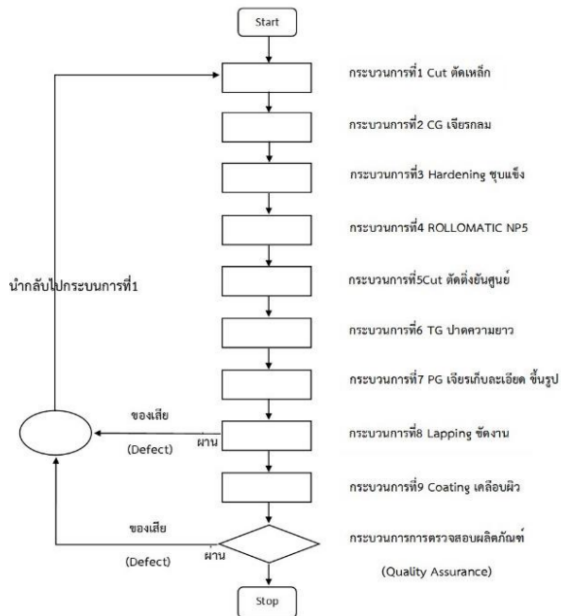 Start
กระบวนการที่1 Cut ตัดเหล็ก
กระบวนการที่2 CG เจียรกลม
กระบวนการที่3 Hardening ชุบแข็ง
กระบวนการที่4 ROLLOMATIC NP5
นำกลับไปกระบนการที่1
กระบวนการที่5Cut ตัดติ่งยันศูนย์
กระบวนการที่6 TG ปาดความยาว
กระบวนการที่7 PG เจียรเก็บละเอียด ขึ้นรูป
ของเสีย
(Defect)
ผ่าน
กระบวนการที่8 Lapping ขัดงาน
กระบวนการที่9 Coating เคลือบผิว
ของเสีย
(Defect)
ผ่าน
กระบวนการการตรวจสอบผลิตภัณฑ์
(Quality Assurance)
Stop